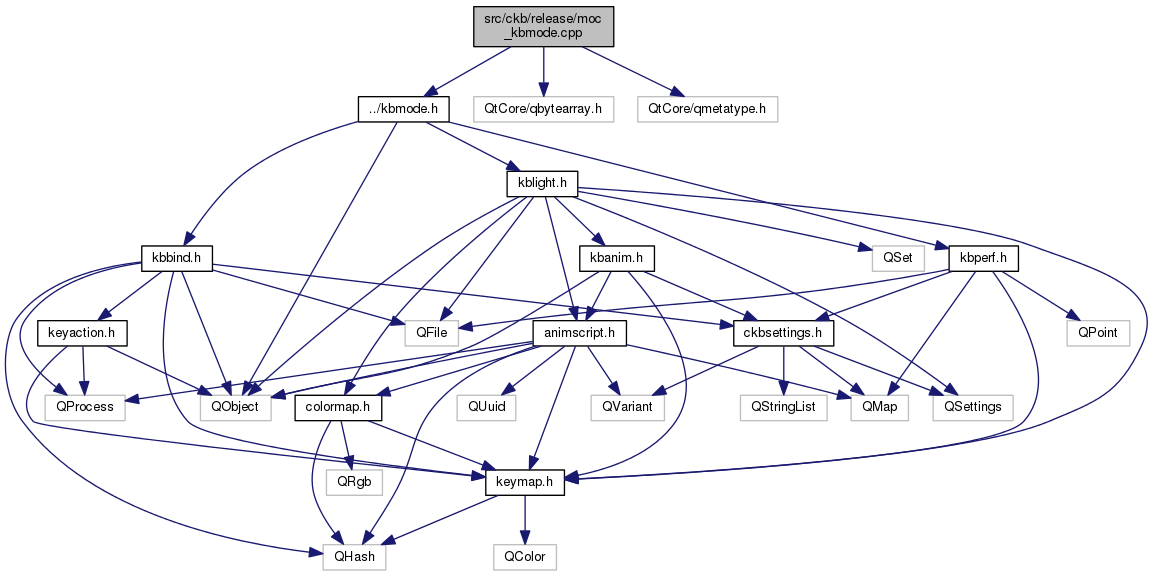 src/ckb/release/moc
_kbmode.cpp
../kbmode.h
QtCore/qbytearray.h
QtCore/qmetatype.h
kblight.h
kbbind.h
kbanim.h
QSet
kbperf.h
keyaction.h
QFile
animscript.h
ckbsettings.h
QPoint
QProcess
QObject
colormap.h
QUuid
QVariant
QStringList
QMap
QSettings
QRgb
keymap.h
QHash
QColor